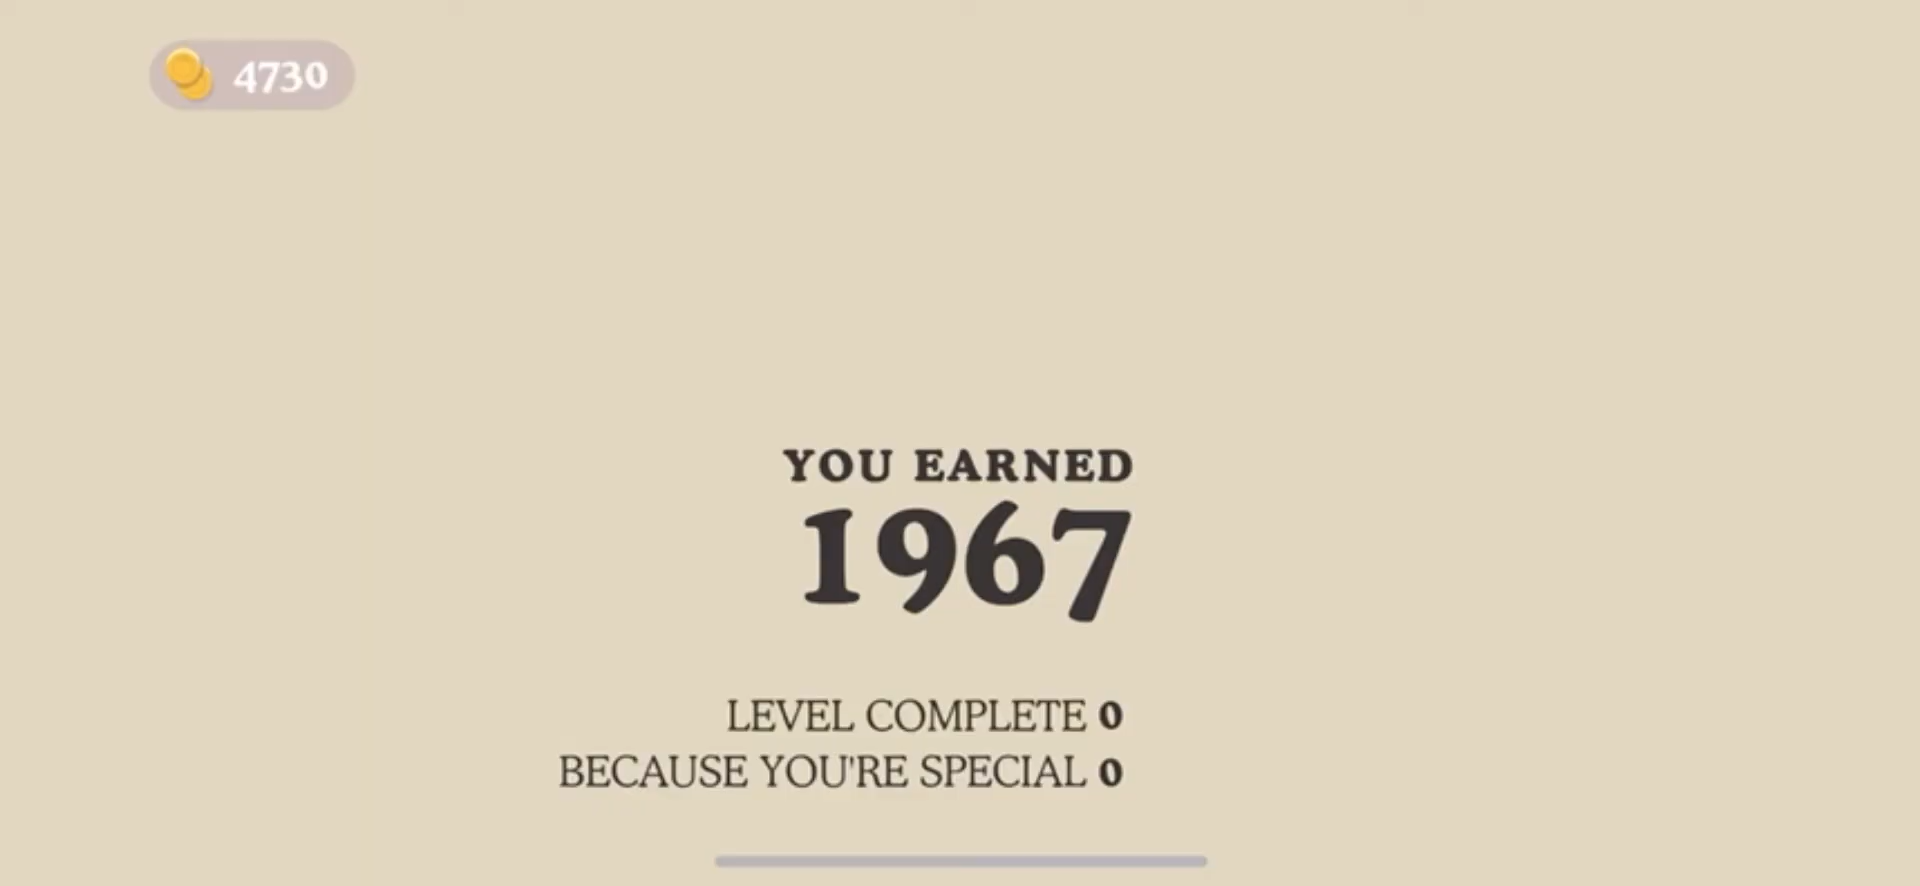 4730
YOU EARNED
1967
LEVEL COMPLETE 0
BECAUSE YOU'RE SPECIAL 0